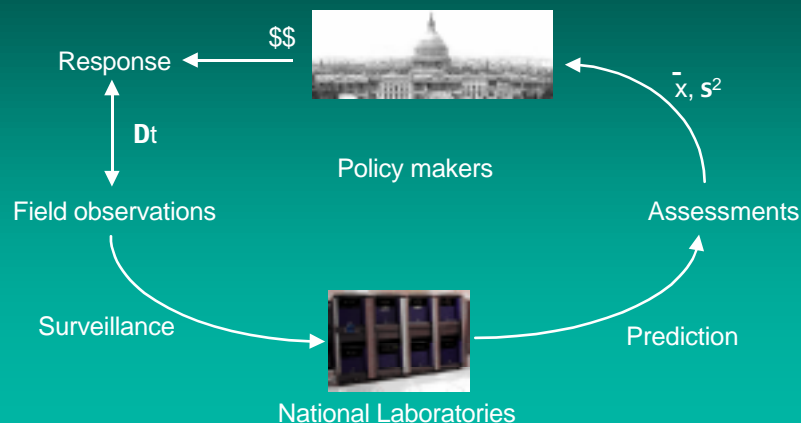 $$
Response
x̄, s²
Dt
Policy makers
Field observations
Assessments
Surveillance
Prediction
National Laboratories